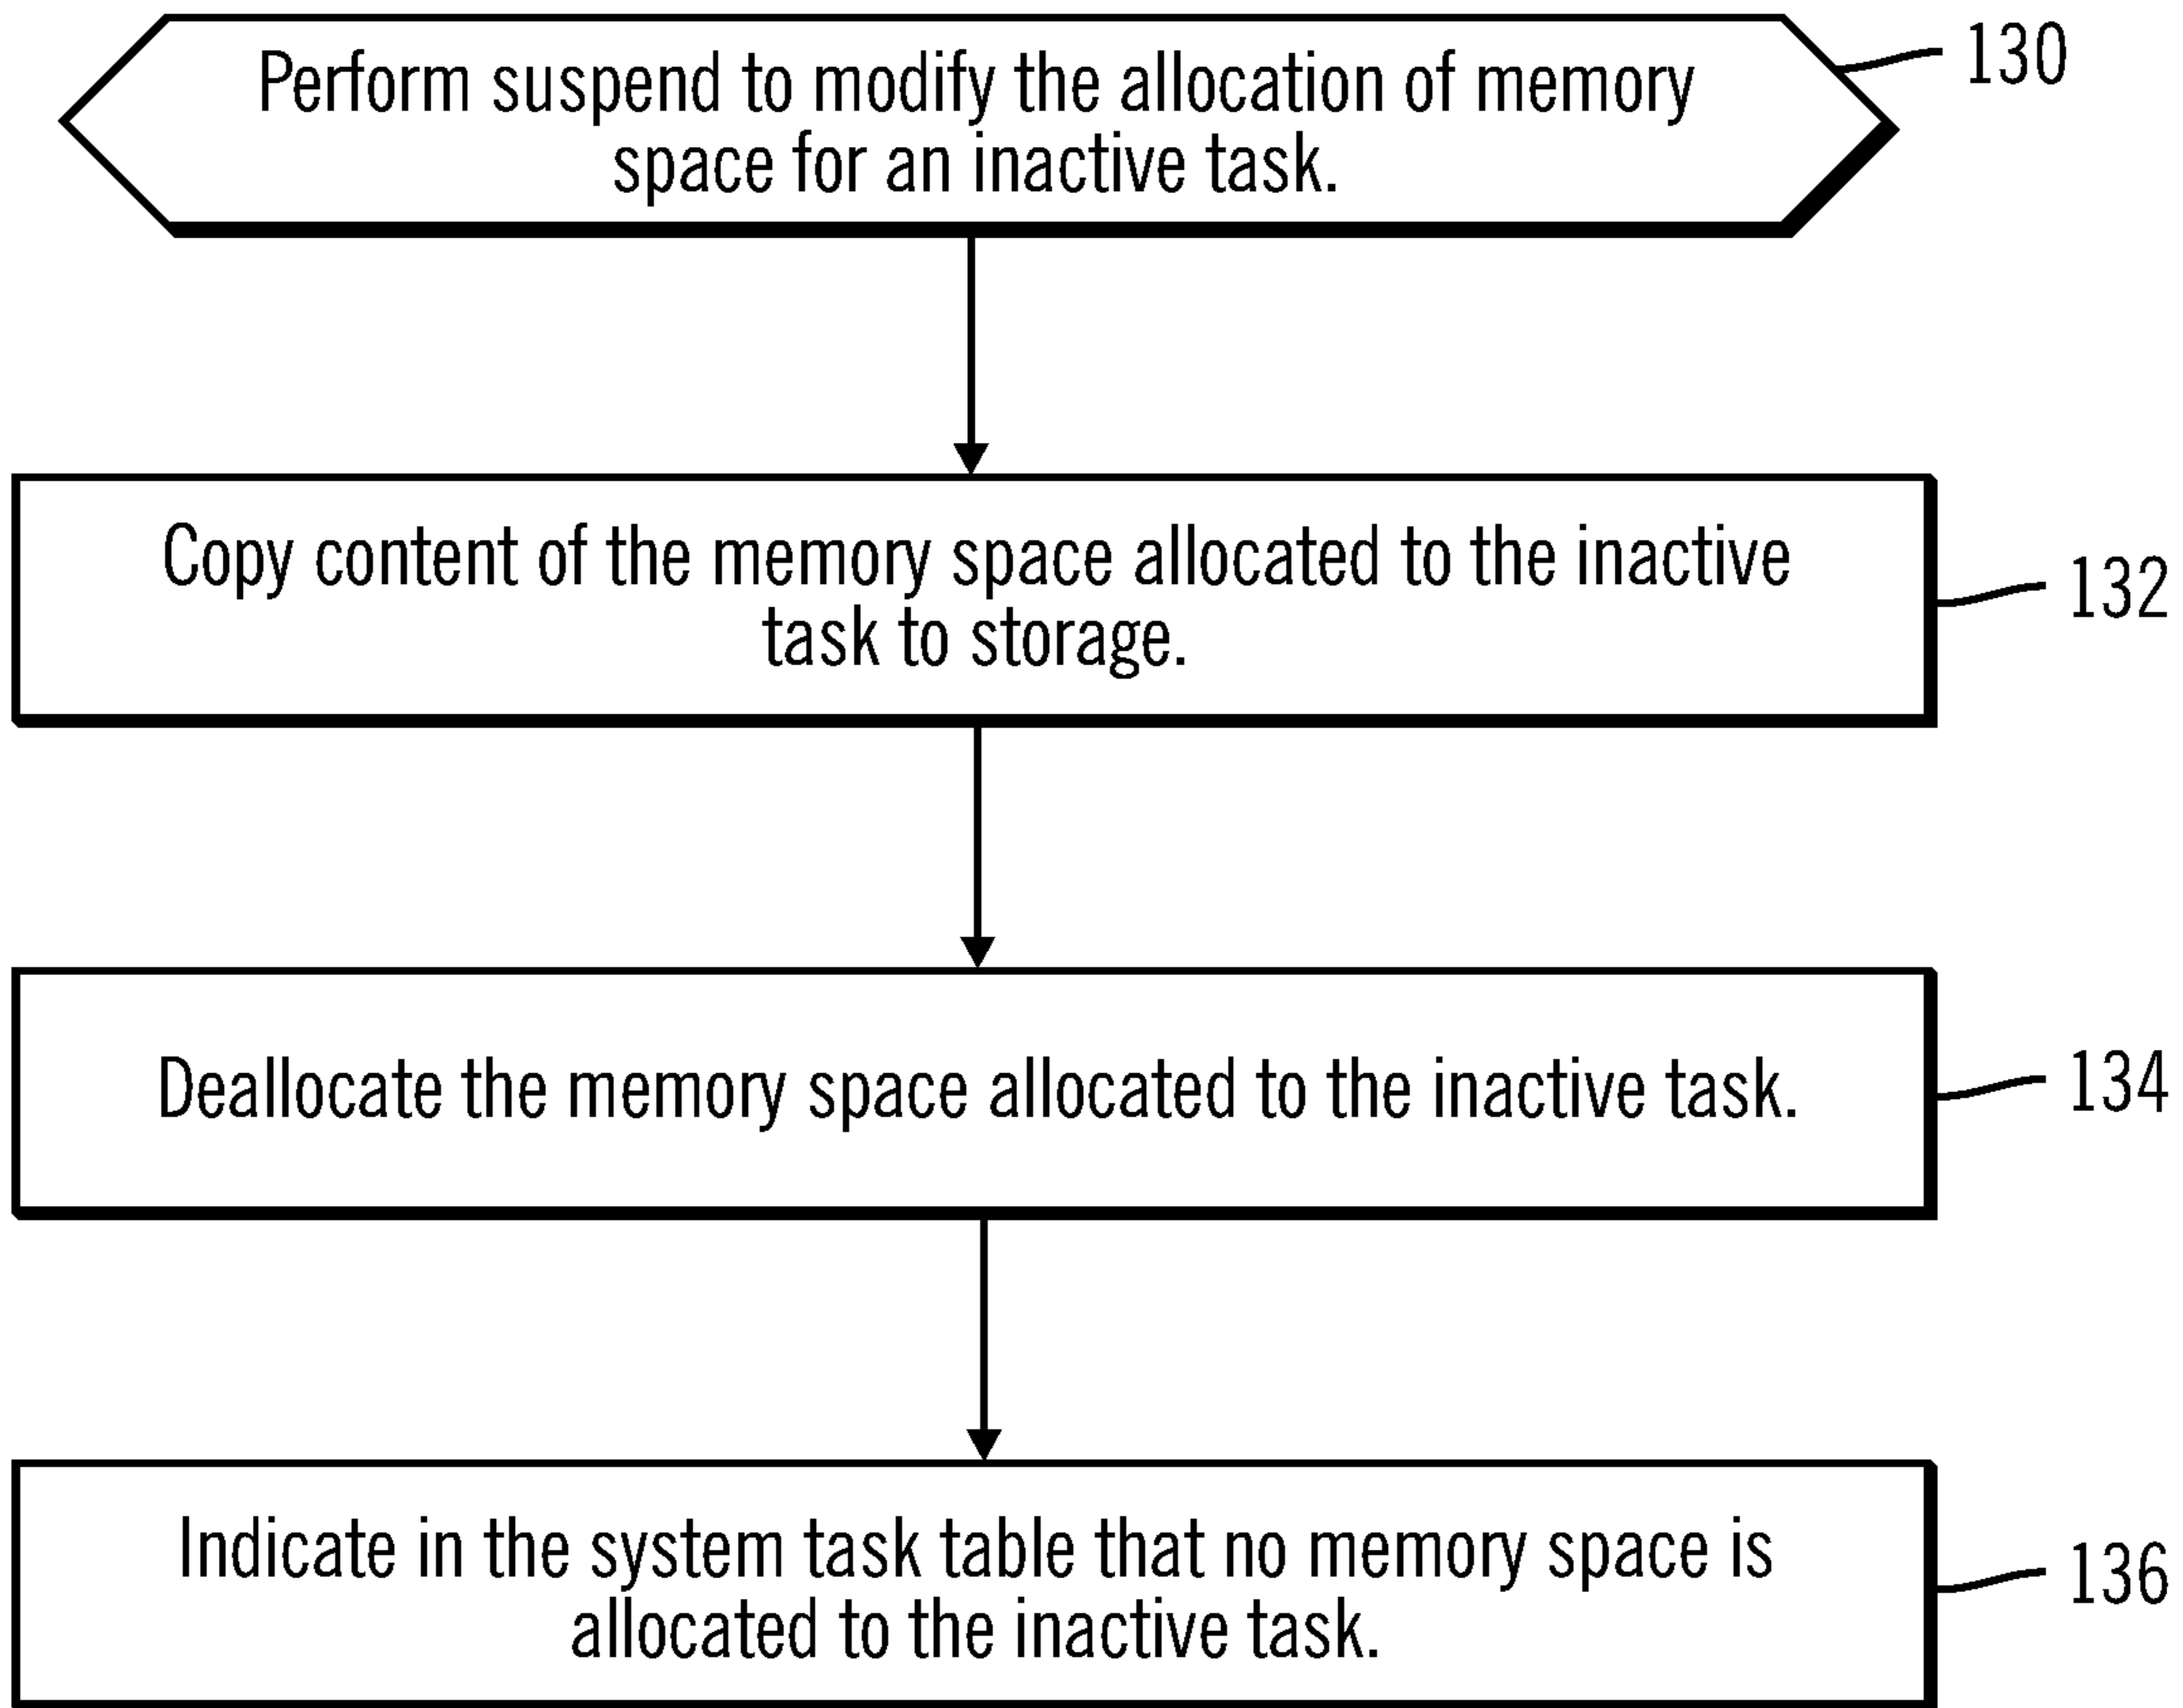 Perform suspend to modify the allocation of memory
space for an inactive task.
130
Copy content of the memory space allocated to the inactive
task to storage.
132
Deallocate the memory space allocated to the inactive task.
134
Indicate in the system task table that no memory space is
allocated to the inactive task.
136